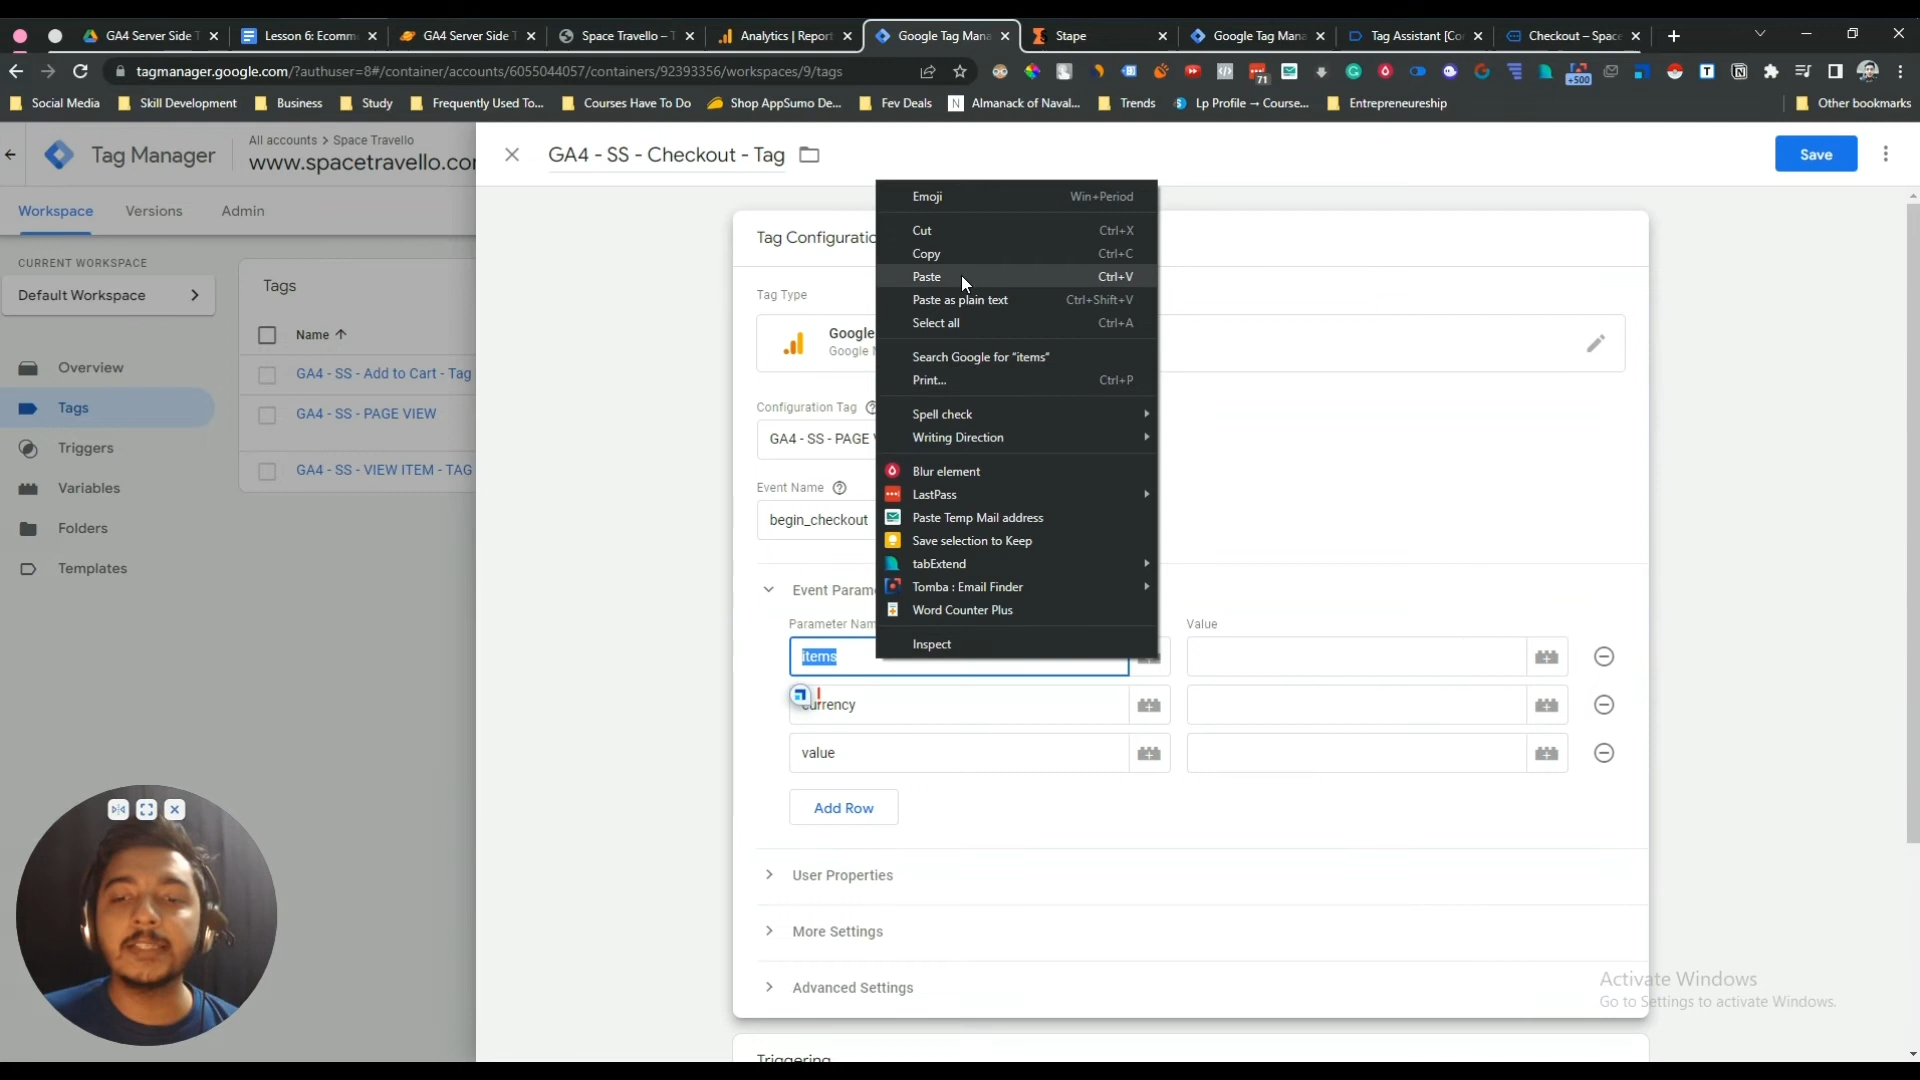 GA4 Server Side T
Lesson 6: Ecomm
GA4 Server Side T
Space Travello – T
Analytics | Report
Google Tag Mana
Stape
Google Tag Mana
Tag Assistant [Co
Checkout – Space
tagmanager.google.com/?authuser=8#/container/accounts/6055044057/containers/92393356/workspaces/9/tags
71
+500
Social Media
Skill Development
Business
Study
Frequently Used To...
Courses Have To Do
Shop AppSumo De...
Fev Deals
Almanack of Naval...
Trends
Lp Profile → Course...
Entrepreneurship
Other bookmarks
Tag Manager
All accounts > Space Travello
www.spacetravello.con
GA4 - SS - Checkout - Tag
Save
Workspace
Versions
Admin
CURRENT WORKSPACE
Default Workspace
Overview
Tags
Triggers
Variables
Folders
Templates
Tags
Name
GA4 - SS - Add to Cart - Tag
GA4 - SS - PAGE VIEW
GA4 - SS - VIEW ITEM - TAG
Tag Configuratio
Tag Type
Google
Google
Configuration Tag
GA4 - SS - PAGE V
Event Name
begin_checkout
Event Param
Parameter Nam
Value
items
currency
value
Add Row
User Properties
More Settings
Advanced Settings
Triggering
Emoji Win+Period
Cut Ctrl+X
Copy Ctrl+C
Paste Ctrl+V
Paste as plain text Ctrl+Shift+V
Select all Ctrl+A
Search Google for "items"
Print... Ctrl+P
Spell check
Writing Direction
Blur element
LastPass
Paste Temp Mail address
Save selection to Keep
tabExtend
Tomba : Email Finder
Word Counter Plus
Inspect
Activate Windows
Go to Settings to activate Windows.